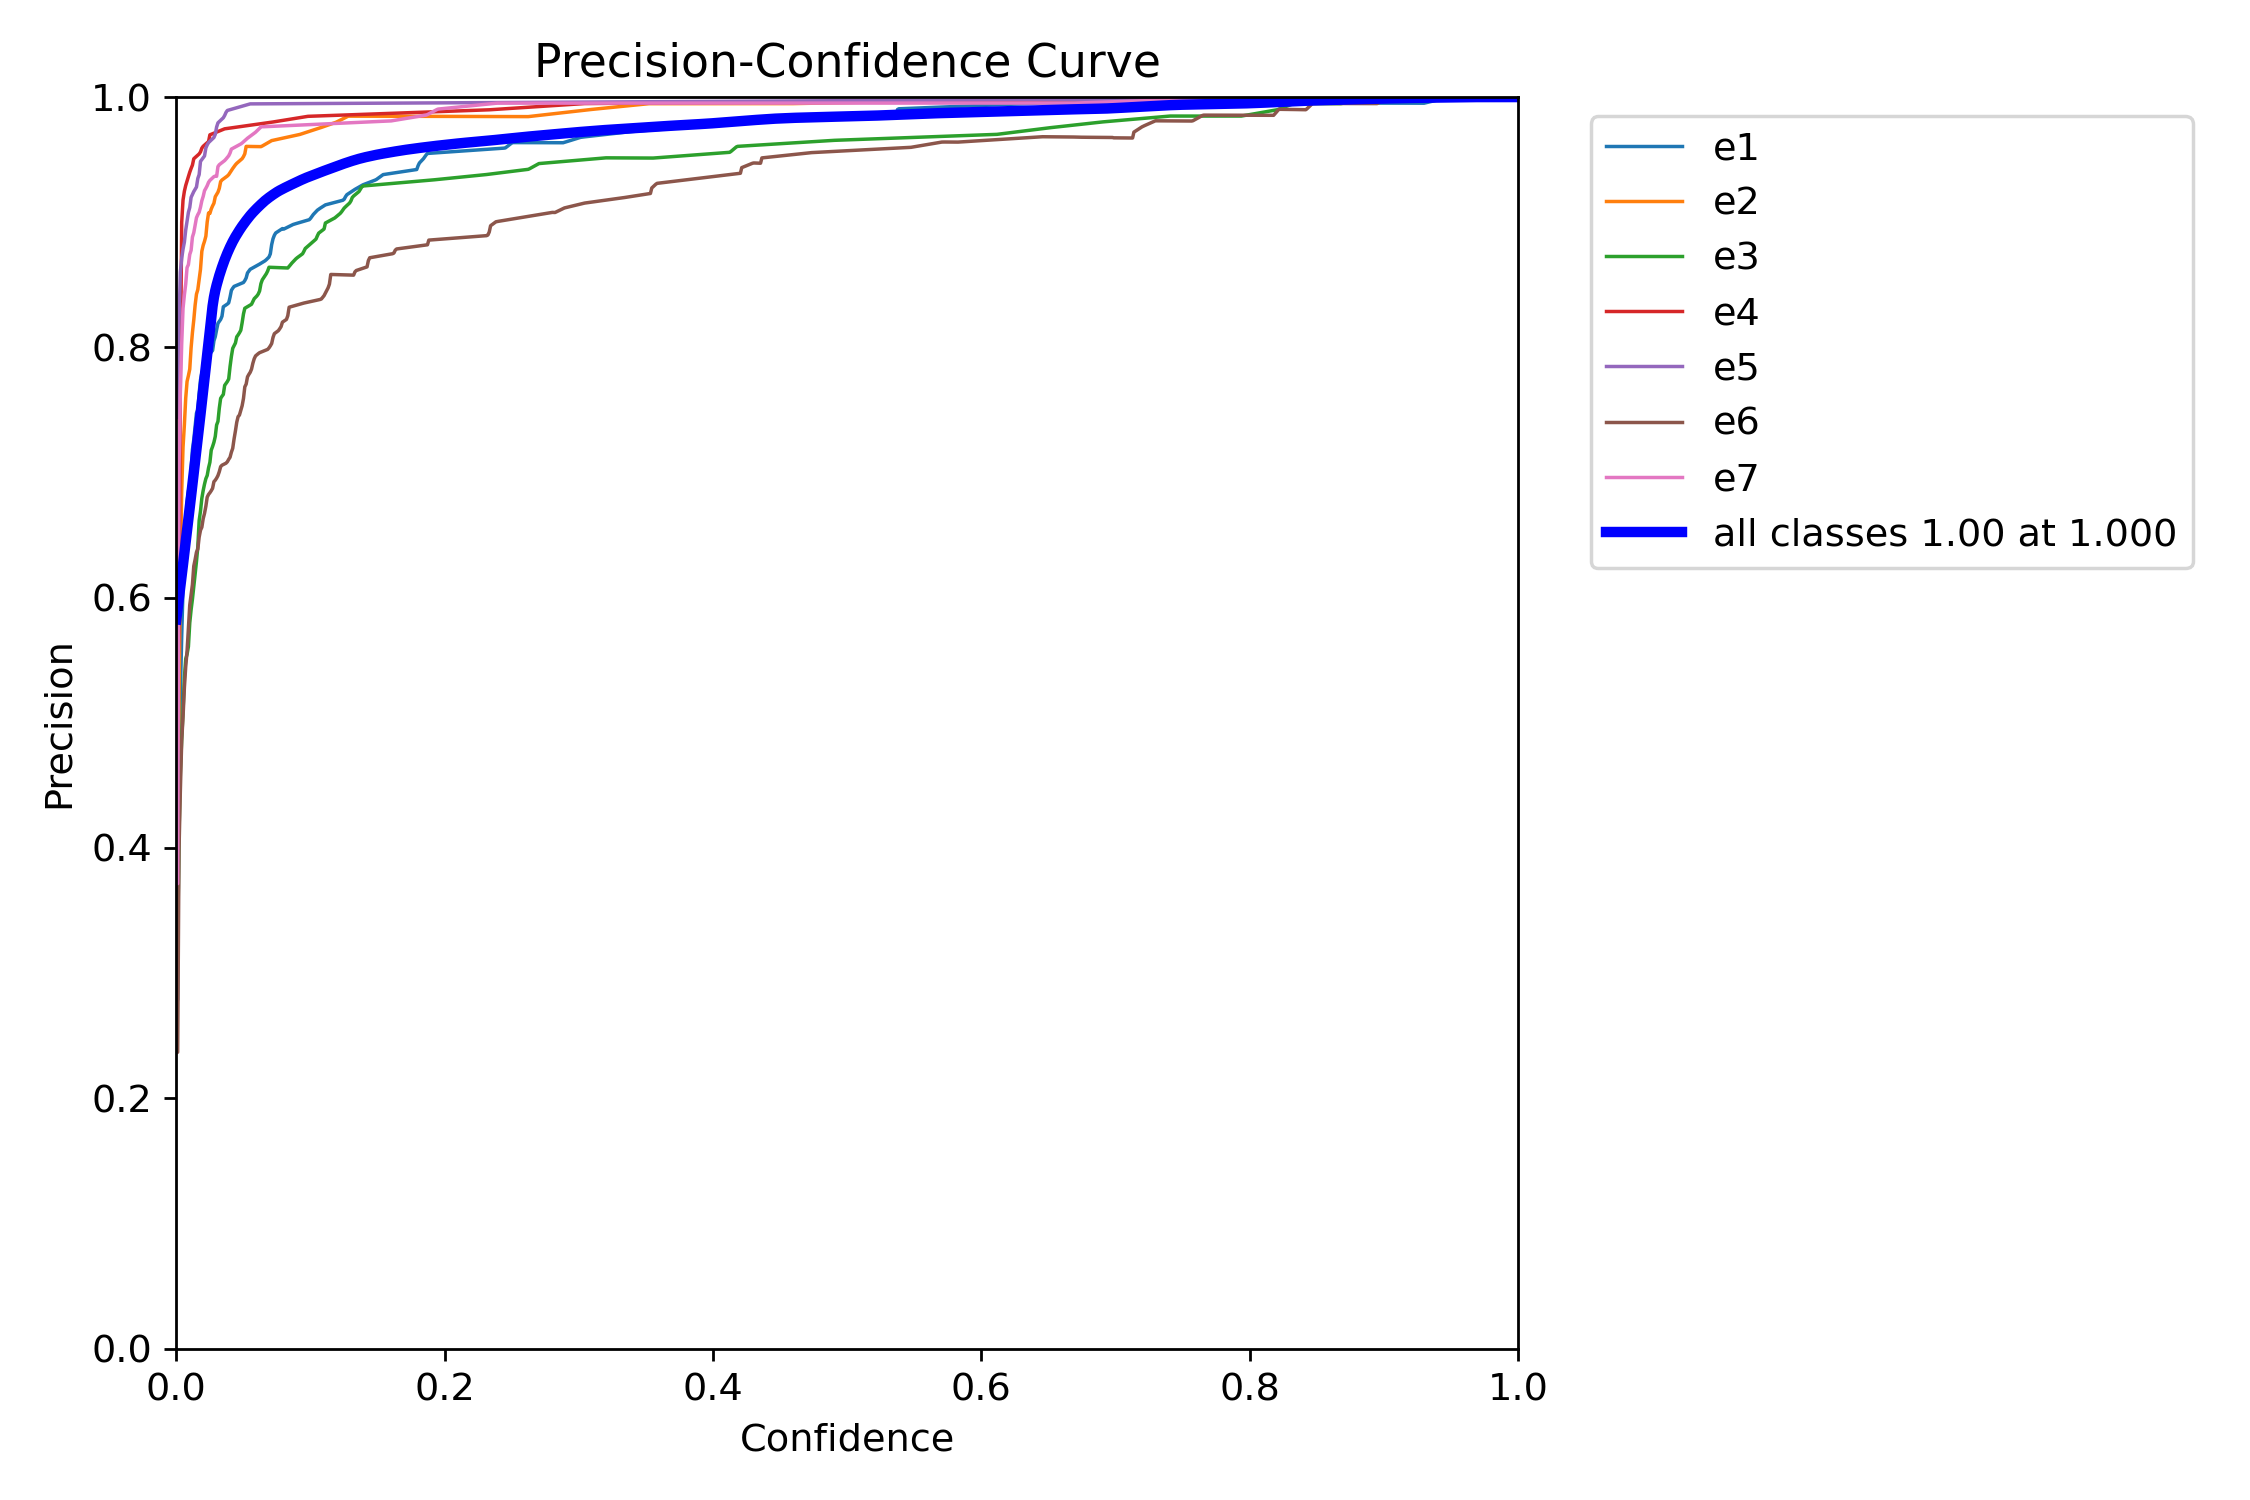 Precision-Confidence Curve
1.0
0.8
0.6
0.4
0.2
0.0
Precision
0.0 0.2 0.4 0.6 0.8 1.0
Confidence
e1
e2
e3
e4
e5
e6
e7
all classes 1.00 at 1.000